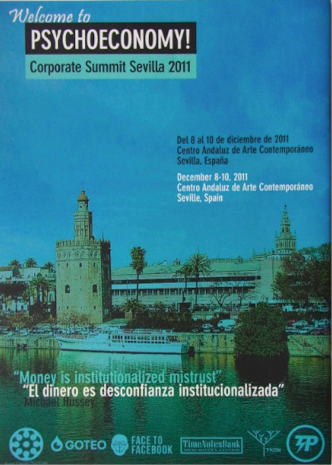 Welcome to
PSYCHOECONOMY!
Corporate Summit Sevilla 2011
Del 8 al 10 de diciembre de 2011
Centro Andaluz de Arte Contemporáneo
Sevilla, España
December 8-10, 2011
Centro Andaluz de Arte Contemporáneo
Seville, Spain
"Money is institutionalized mistrust"
"El dinero es desconfianza institucionalizada"
Michael Hussey
GOTEO
FACE TO
FACEBOOK
TimeNotesBank